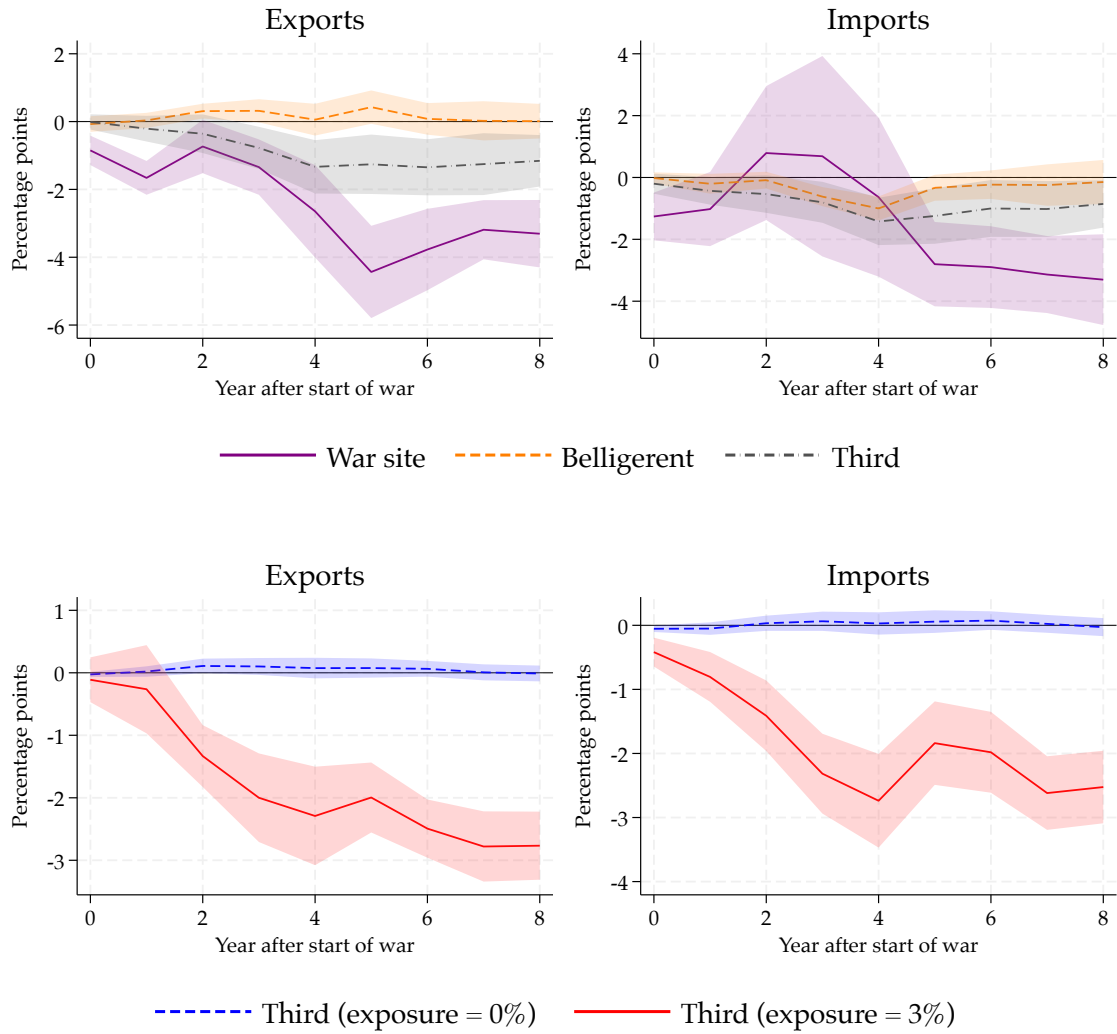 Exports
Imports
Percentage points
2
0
-2
-4
-6
0 2 4 6 8
Year after start of war
Percentage points
4
2
0
-2
-4
0 2 4 6 8
Year after start of war
War site Belligerent Third
Exports
Imports
Percentage points
1
0
-1
-2
-3
0 2 4 6 8
Year after start of war
Percentage points
0
-1
-2
-3
-4
0 2 4 6 8
Year after start of war
Third (exposure = 0%) Third (exposure = 3%)